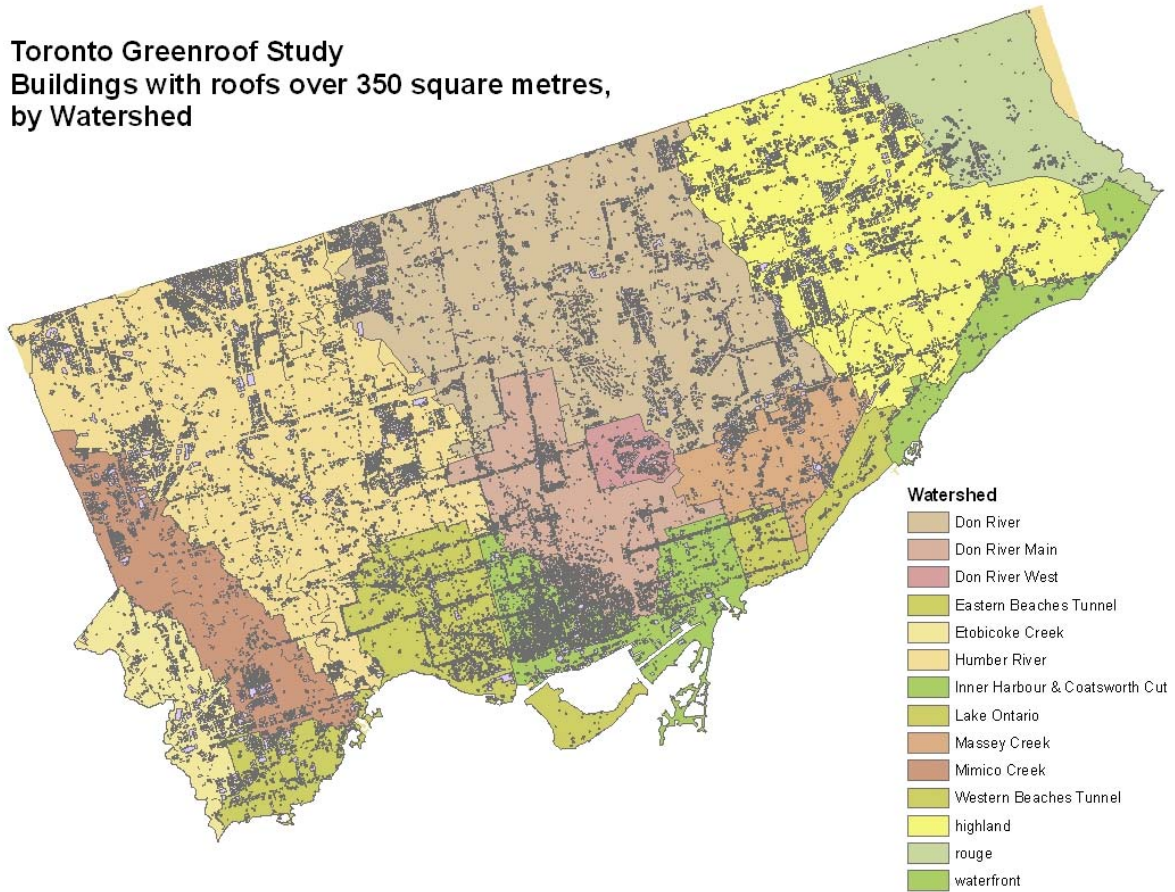 Toronto Greenroof Study
Buildings with roofs over 350 square metres,
by Watershed
Watershed
Don River
Don River Main
Don River West
Eastern Beaches Tunnel
Etobicoke Creek
Humber River
Inner Harbour & Coatsworth Cut
Lake Ontario
Massey Creek
Mimico Creek
Western Beaches Tunnel
highland
rouge
waterfront